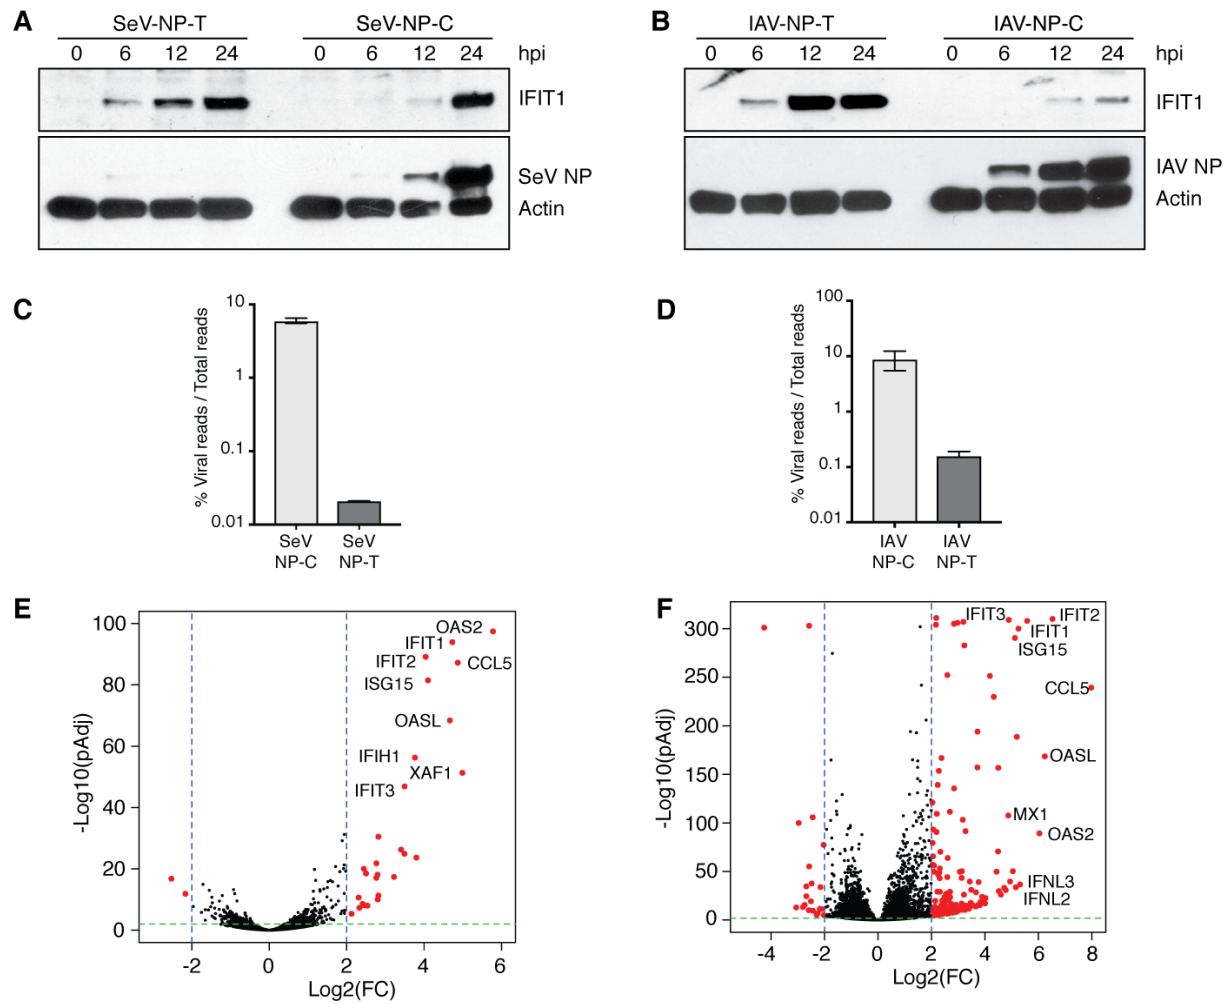 A
SeV-NP-T SeV-NP-C
0 6 12 24 0 6 12 24 hpi
IFIT1
SeV NP
Actin
B
IAV-NP-T IAV-NP-C
0 6 12 24 0 6 12 24 hpi
IFIT1
IAV NP
Actin
C
% Viral reads / Total reads
10
1
0.1
0.01
SeV NP-C
SeV NP-T
D
% Viral reads / Total reads
100
10
1
0.1
0.01
IAV NP-C
IAV NP-T
E
-Log10(pAdj)
100
80
60
40
20
0
OAS2
IFIT1
IFIT2
CCL5
ISG15
OASL
IFIH1
XAF1
IFIT3
-2 0 2 4 6
Log2(FC)
F
-Log10(pAdj)
300
250
200
150
100
50
0
IFIT3
IFIT2
IFIT1
ISG15
CCL5
OASL
MX1
OAS2
IFNL3
IFNL2
-4 -2 0 2 4 6 8
Log2(FC)